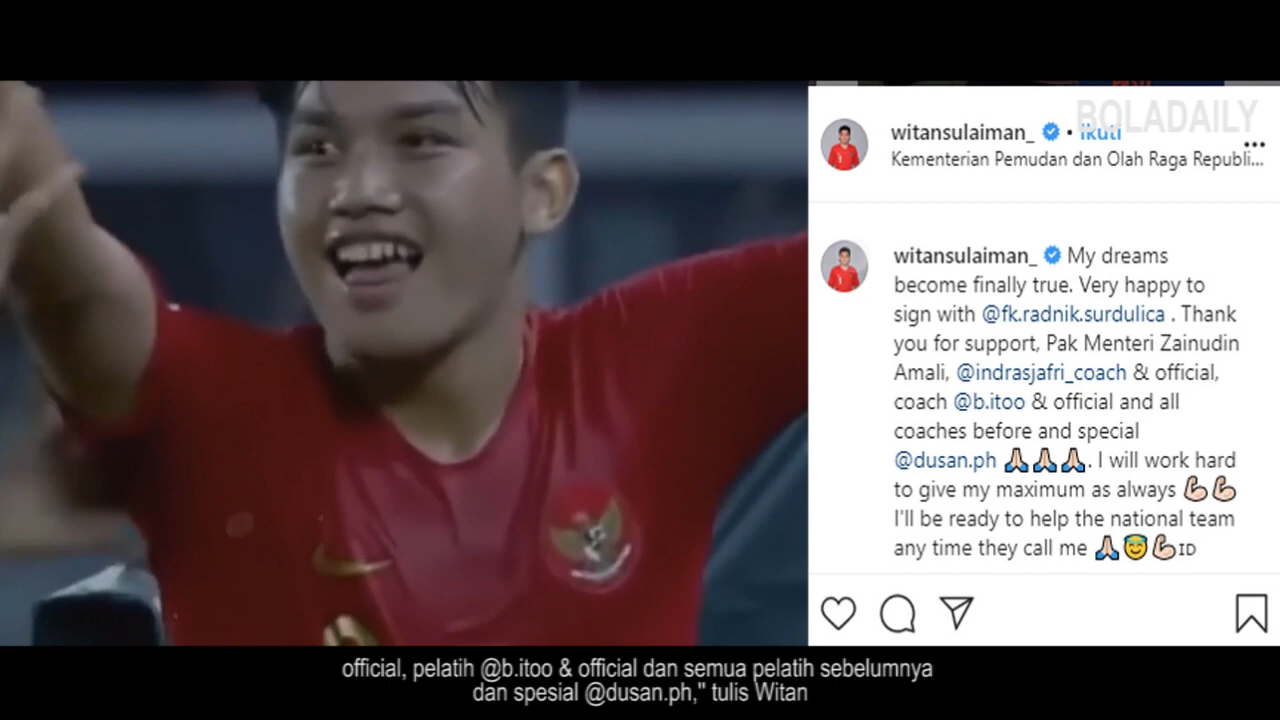 BOLADAILY
witansulaiman_ • Ikuti
Kementerian Pemudan dan Olah Raga Republi...
witansulaiman_ My dreams
become finally true. Very happy to
sign with @fk.radnik.surdulica . Thank
you for support, Pak Menteri Zainudin
Amali, @indrasjafri_coach & official,
coach @b.itoo & official and all
coaches before and special
@dusan.ph 🙏🏻🙏🏻🙏🏻. I will work hard
to give my maximum as always 💪🏻💪🏻
I'll be ready to help the national team
any time they call me 🙏🏻😇💪🏻ID
official, pelatih @b.itoo & official dan semua pelatih sebelumnya
dan spesial @dusan.ph," tulis Witan